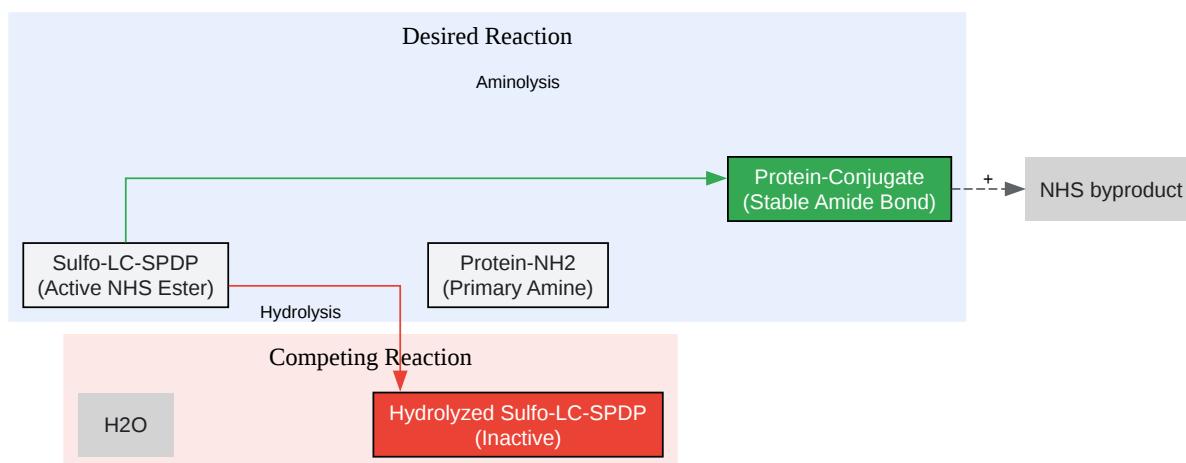 Desired Reaction
Aminolysis
Protein-Conjugate
(Stable Amide Bond)
+
NHS byproduct
Sulfo-LC-SPDP
(Active NHS Ester)
Protein-NH2
(Primary Amine)
Hydrolysis
Competing Reaction
H2O
Hydrolyzed Sulfo-LC-SPDP
(Inactive)